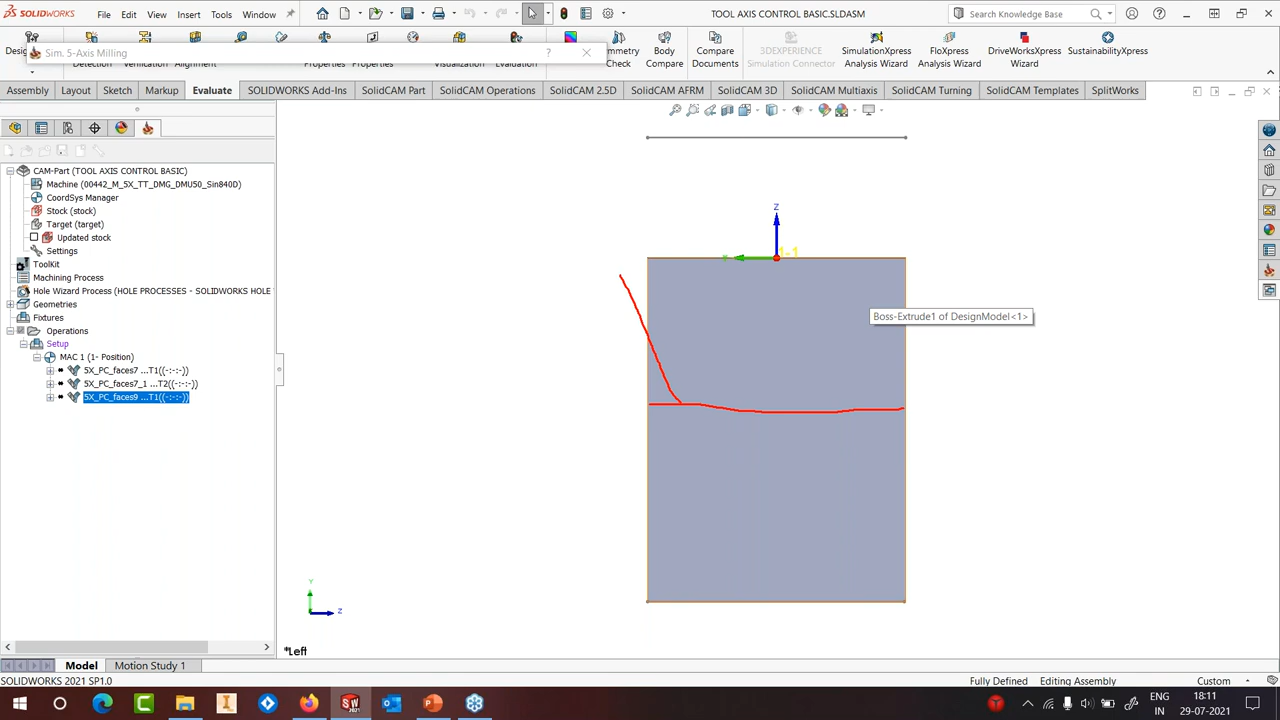 SOLIDWORKS File Edit View Insert Tools Window TOOL AXIS CONTROL BASIC.SLDASM Search Knowledge Base
Sim. 5-Axis Milling
Detection Verification Alignment Properties Properties Visualization Evaluation Check
Body Compare
Compare Documents
3DEXPERIENCE Simulation Connector
SimulationXpress Analysis Wizard
FloXpress Analysis Wizard
DriveWorksXpress Wizard
SustainabilityXpress
Assembly Layout Sketch Markup Evaluate SOLIDWORKS Add-Ins SolidCAM Part SolidCAM Operations SolidCAM 2.5D SolidCAM AFRM SolidCAM 3D SolidCAM Multiaxis SolidCAM Turning SolidCAM Templates SplitWorks
CAM-Part (TOOL AXIS CONTROL BASIC)
Machine (00442_M_5X_TT_DMG_DMU50_Sin840D)
CoordSys Manager
Stock (stock)
Target (target)
Updated stock
Settings
ToolKit
Machining Process
Hole Wizard Process (HOLE PROCESSES - SOLIDWORKS HOLE
Geometries
Fixtures
Operations
Setup
MAC 1 (1- Position)
5X_PC_faces7 ...T1((-:-:-))
5X_PC_faces7_1 ...T2((-:-:-))
5X_PC_faces9 ...T1((-:-:-))
Z
1-1
Boss-Extrude1 of DesignModel<1>
Y
Z
*Left
Model Motion Study 1
SOLIDWORKS 2021 SP1.0 Fully Defined Editing Assembly Custom
ENG 18:11
IN 29-07-2021